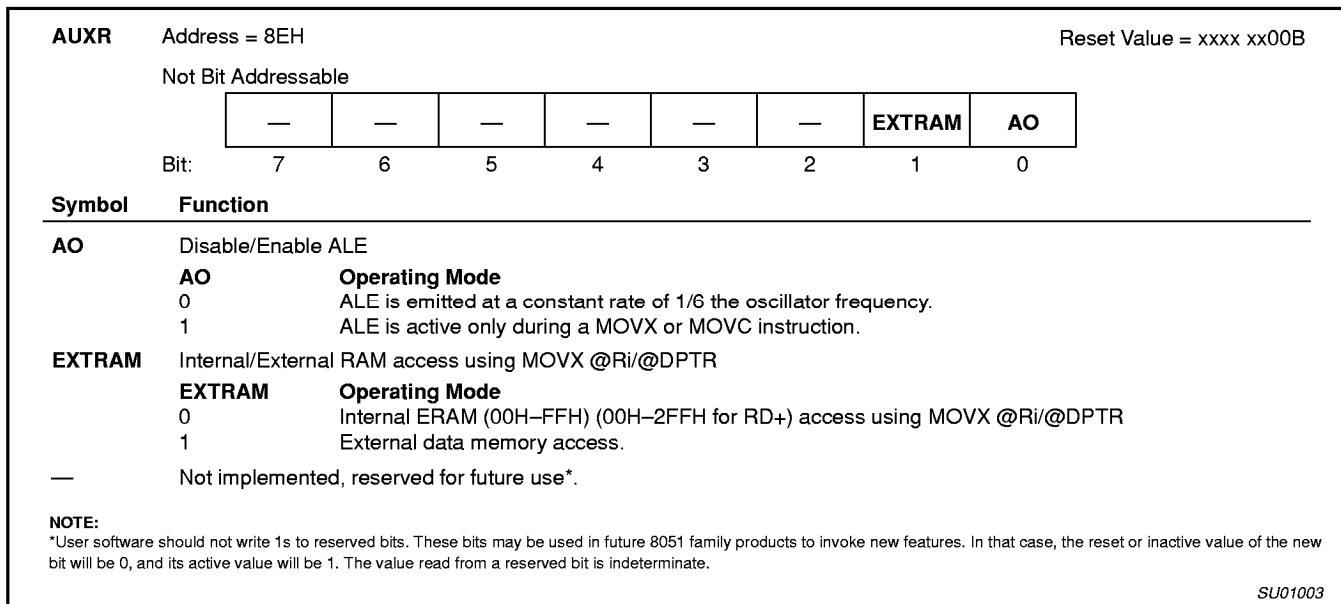 AUXR Address = 8EH Reset Value = xxxx xx00B
Not Bit Addressable
— — — — — — EXTRAM AO
Bit: 7 6 5 4 3 2 1 0
Symbol Function
AO Disable/Enable ALE
AO Operating Mode
0 ALE is emitted at a constant rate of 1/6 the oscillator frequency.
1 ALE is active only during a MOVX or MOVC instruction.
EXTRAM Internal/External RAM access using MOVX @Ri/@DPTR
EXTRAM Operating Mode
0 Internal ERAM (00H–FFH) (00H–2FFH for RD+) access using MOVX @Ri/@DPTR
1 External data memory access.
— Not implemented, reserved for future use*.
NOTE:
*User software should not write 1s to reserved bits. These bits may be used in future 8051 family products to invoke new features. In that case, the reset or inactive value of the new
bit will be 0, and its active value will be 1. The value read from a reserved bit is indeterminate.
SU01003